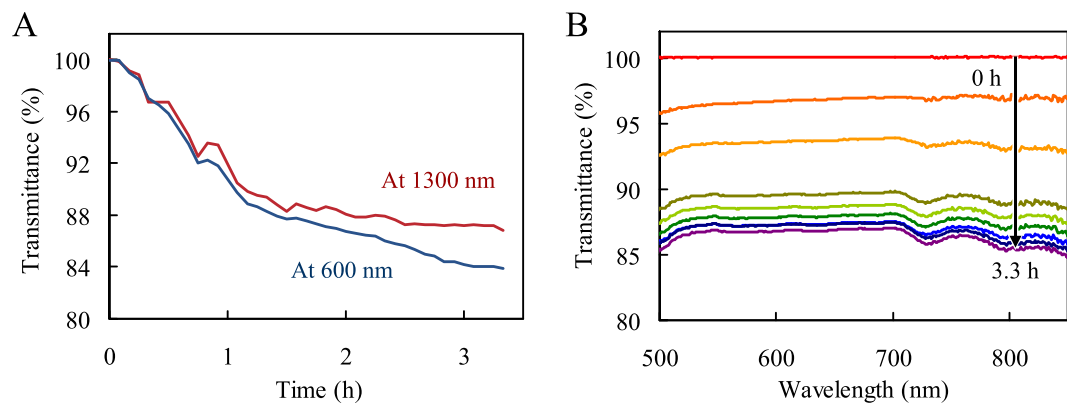 A
Transmittance (%)
100
96
92
88
84
80
At 1300 nm
At 600 nm
0
1
2
3
Time (h)
B
Transmittance (%)
100
95
90
85
80
0 h
3.3 h
500
600
700
800
Wavelength (nm)